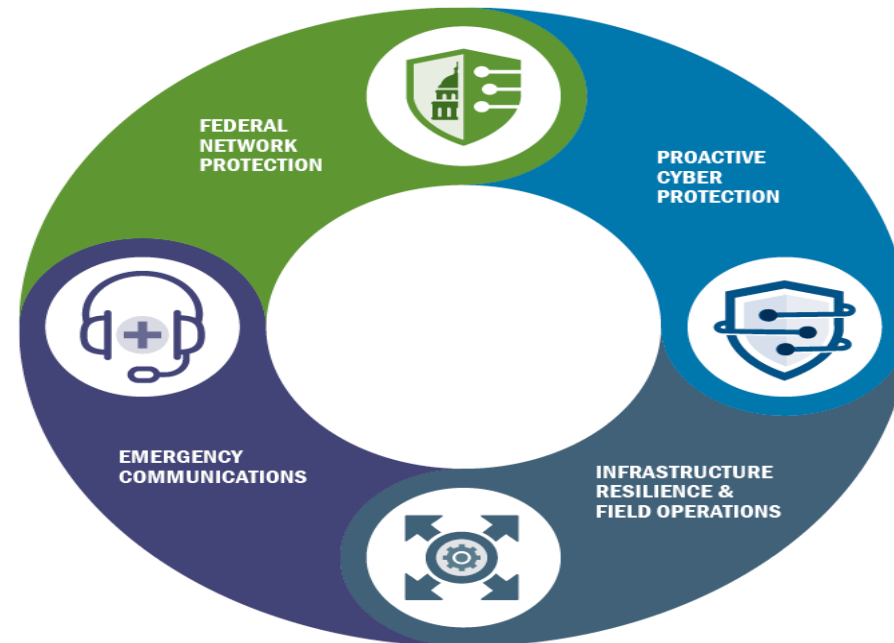 FEDERAL
NETWORK
PROTECTION
PROACTIVE
CYBER
PROTECTION
EMERGENCY
COMMUNICATIONS
INFRASTRUCTURE
RESILIENCE &
FIELD OPERATIONS